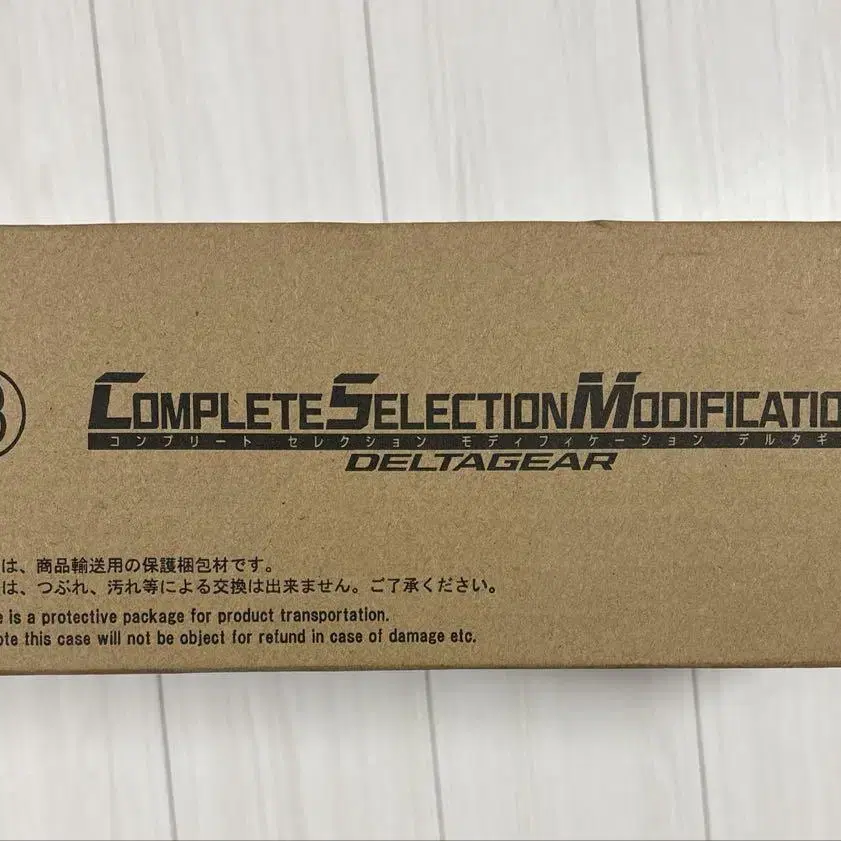 COMPLETE SELECTION MODIFICATIO
コンプリート セレクション モディフィケーション デルタギ
DELTAGEAR
は、商品輸送用の保護梱包材です。
は、つぶれ、汚れ等による交換は出来ません。ご了承ください。
e is a protective package for product transportation.
ote this case will not be object for refund in case of damage etc.